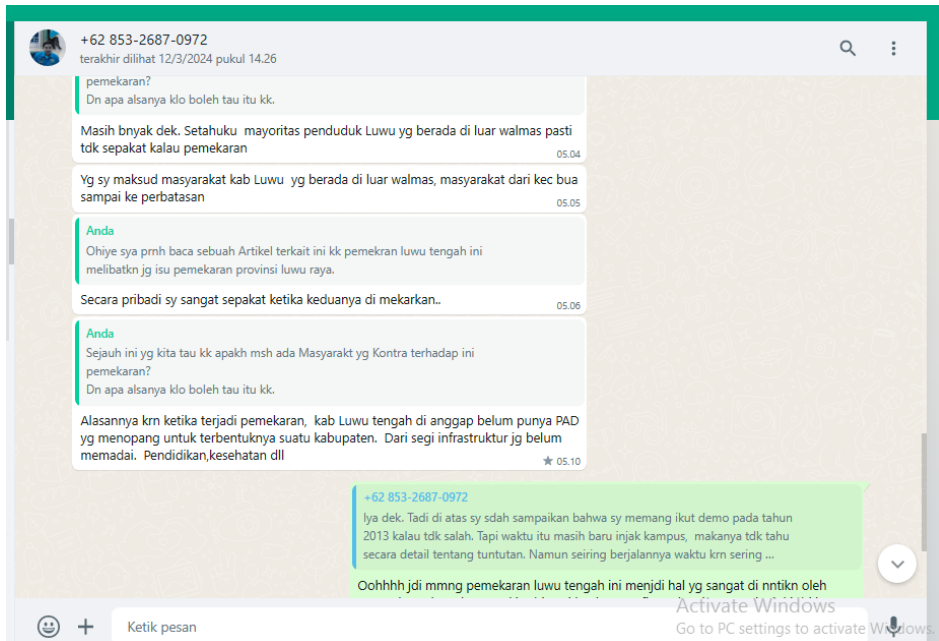 +62 853-2687-0972
terakhir dilihat 12/3/2024 pukul 14.26
pemekaran?
Dn apa alsanya klo boleh tau itu kk.
Masih bnyak dek. Setahuku mayoritas penduduk Luwu yg berada di luar walmas pasti
tdk sepakat kalau pemekaran
05.04
Yg sy maksud masyarakat kab Luwu yg berada di luar walmas, masyarakat dari kec bua
sampai ke perbatasan
05.05
Anda
Ohiye sya prnh baca sebuah Artikel terkait ini kk pemekran luwu tengah ini
melibatkn jg isu pemekaran provinsi luwu raya.
Secara pribadi sy sangat sepakat ketika keduanya di mekarkan..
05.06
Anda
Sejauh ini yg kita tau kk apakh msh ada Masyarakt yg Kontra terhadap ini
pemekaran?
Dn apa alsanya klo boleh tau itu kk.
Alasannya krn ketika terjadi pemekaran, kab Luwu tengah di anggap belum punya PAD
yg menopang untuk terbentuknya suatu kabupaten. Dari segi infrastruktur jg belum
memadai. Pendidikan,kesehatan dll
05.10
+62 853-2687-0972
Iya dek. Tadi di atas sy sdah sampaikan bahwa sy memang ikut demo pada tahun
2013 kalau tdk salah. Tapi waktu itu masih baru injak kampus, makanya tdk tahu
secara detail tentang tuntutan. Namun seiring berjalannya waktu krn sering ...
Oohhhh jdi mmng pemekaran luwu tengah ini menjdi hal yg sangat di nntikn oleh
Activate Windows
Ketik pesan
Go to PC settings to activate Windows.